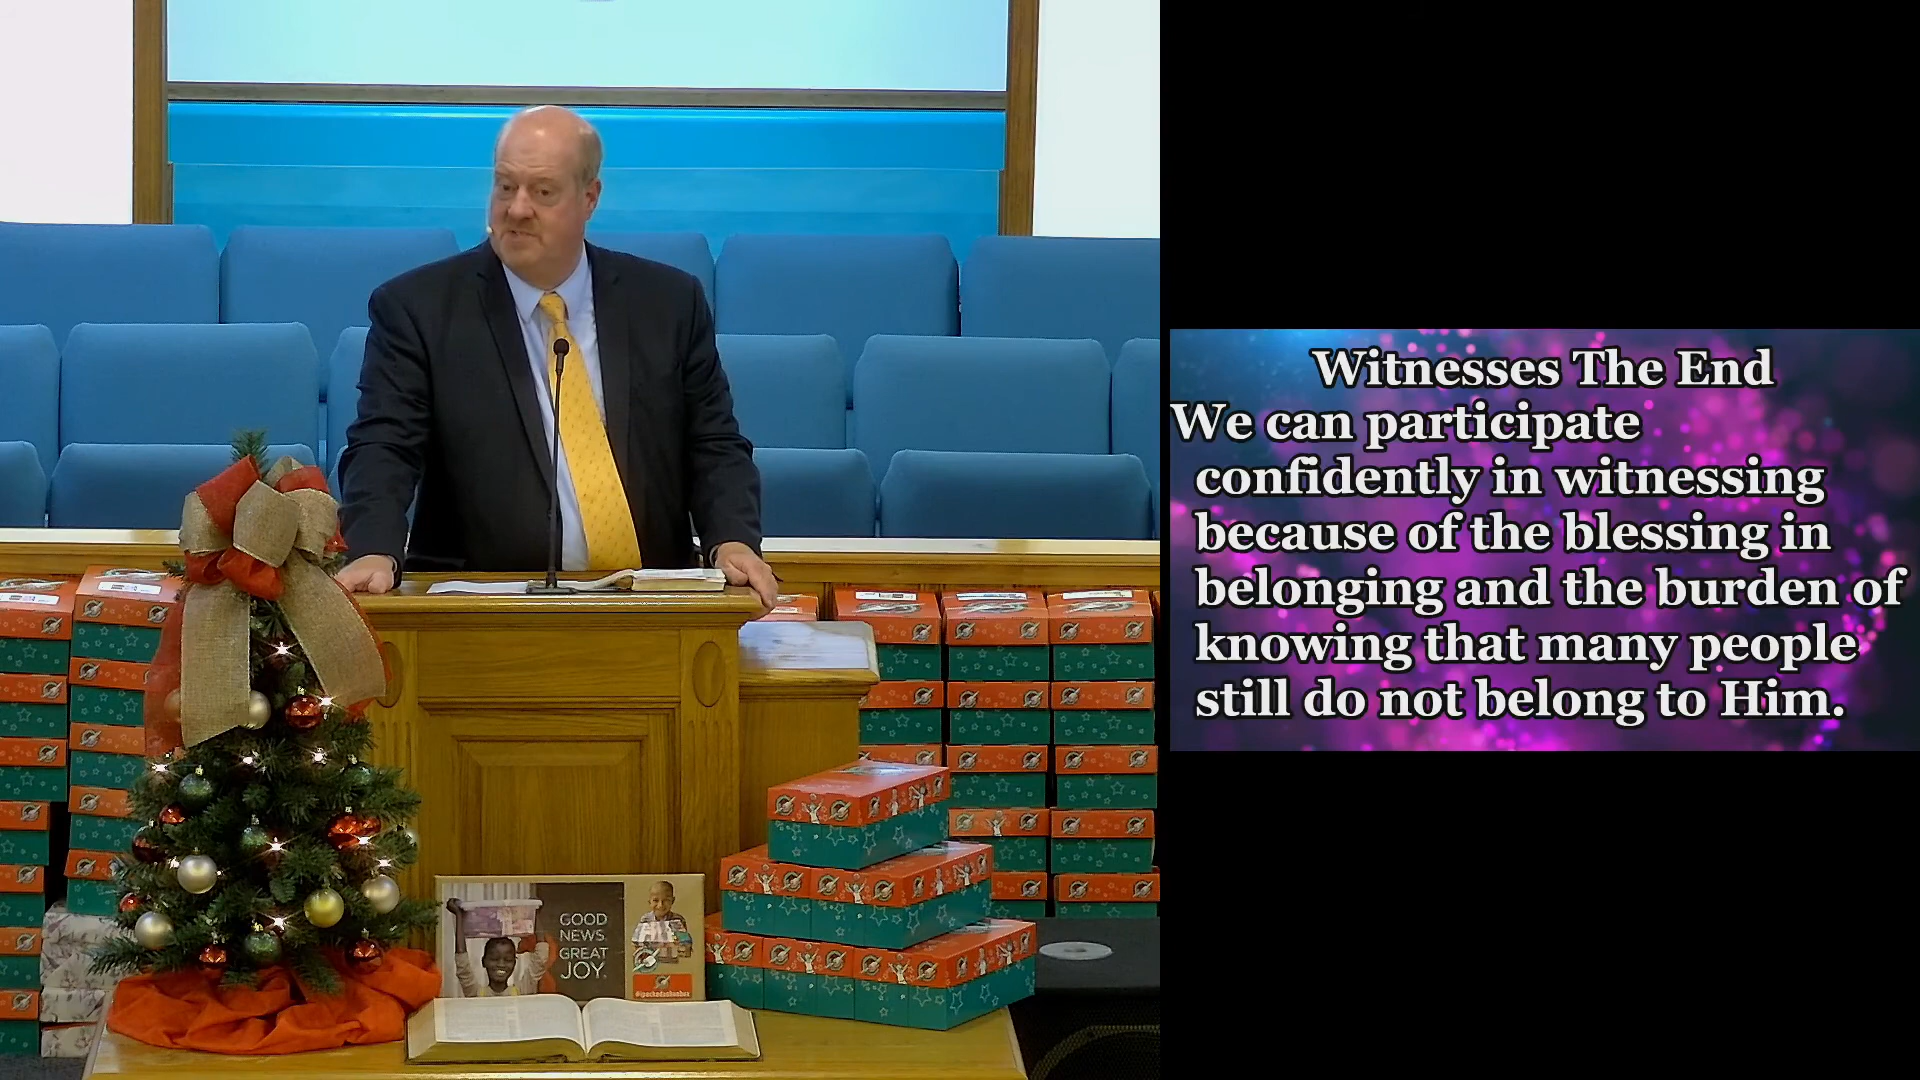 GOOD
NEWS.
GREAT
JOY.
Witnesses The End
We can participate
confidently in witnessing
because of the blessing in
belonging and the burden of
knowing that many people
still do not belong to Him.